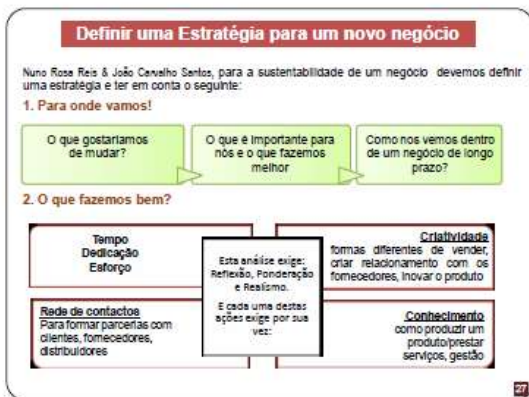 Definir uma Estratégia para um novo negócio
Nuno Rosa Reis & João Carvalho Santos, para a sustentabilidade de um negócio devemos definir
uma estratégia e ter em conta o seguinte:
1. Para onde vamos!
O que gostaríamos
de mudar?
O que é importante para
nós e o que fazemos
melhor
Como nos vemos dentro
de um negócio de longo
prazo?
2. O que fazemos bem?
Tempo
Dedicação
Esforço
Criatividade
formas diferentes de vender,
criar relacionamento com os
fornecedores, inovar o produto
Esta análise exige:
Reflexão, Ponderação
e Realismo.
E cada uma destas
ações exige por sua
vez:
Rede de contactos
Para formar parcerias com
clientes, fornecedores,
distribuidores
Conhecimento
como produzir um
produto/prestar
serviços, gestão
27